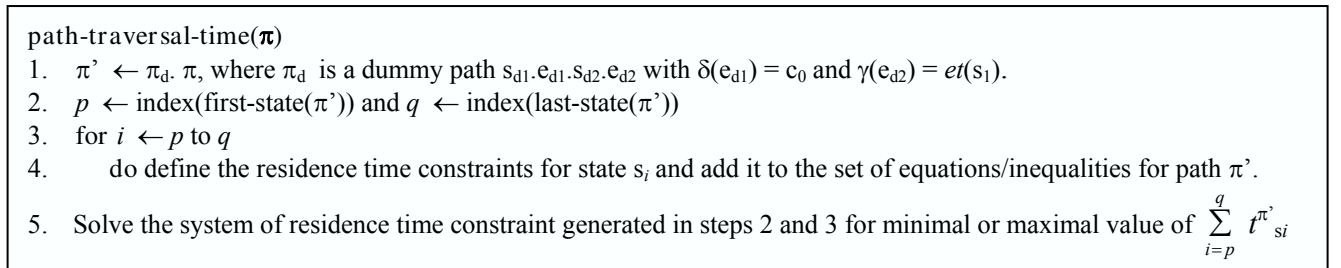 path-traversal-time(π)
1. π’ ← π_d. π, where π_d is a dummy path s_d1.e_d1.s_d2.e_d2 with δ(e_d1) = c_0 and γ(e_d2) = et(s_1).
2. p ← index(first-state(π’)) and q ← index(last-state(π’))
3. for i ← p to q
4. do define the residence time constraints for state s_i and add it to the set of equations/inequalities for path π’.
5. Solve the system of residence time constraint generated in steps 2 and 3 for minimal or maximal value of ∑_{i=p}^{q} t^{π’}_{si}